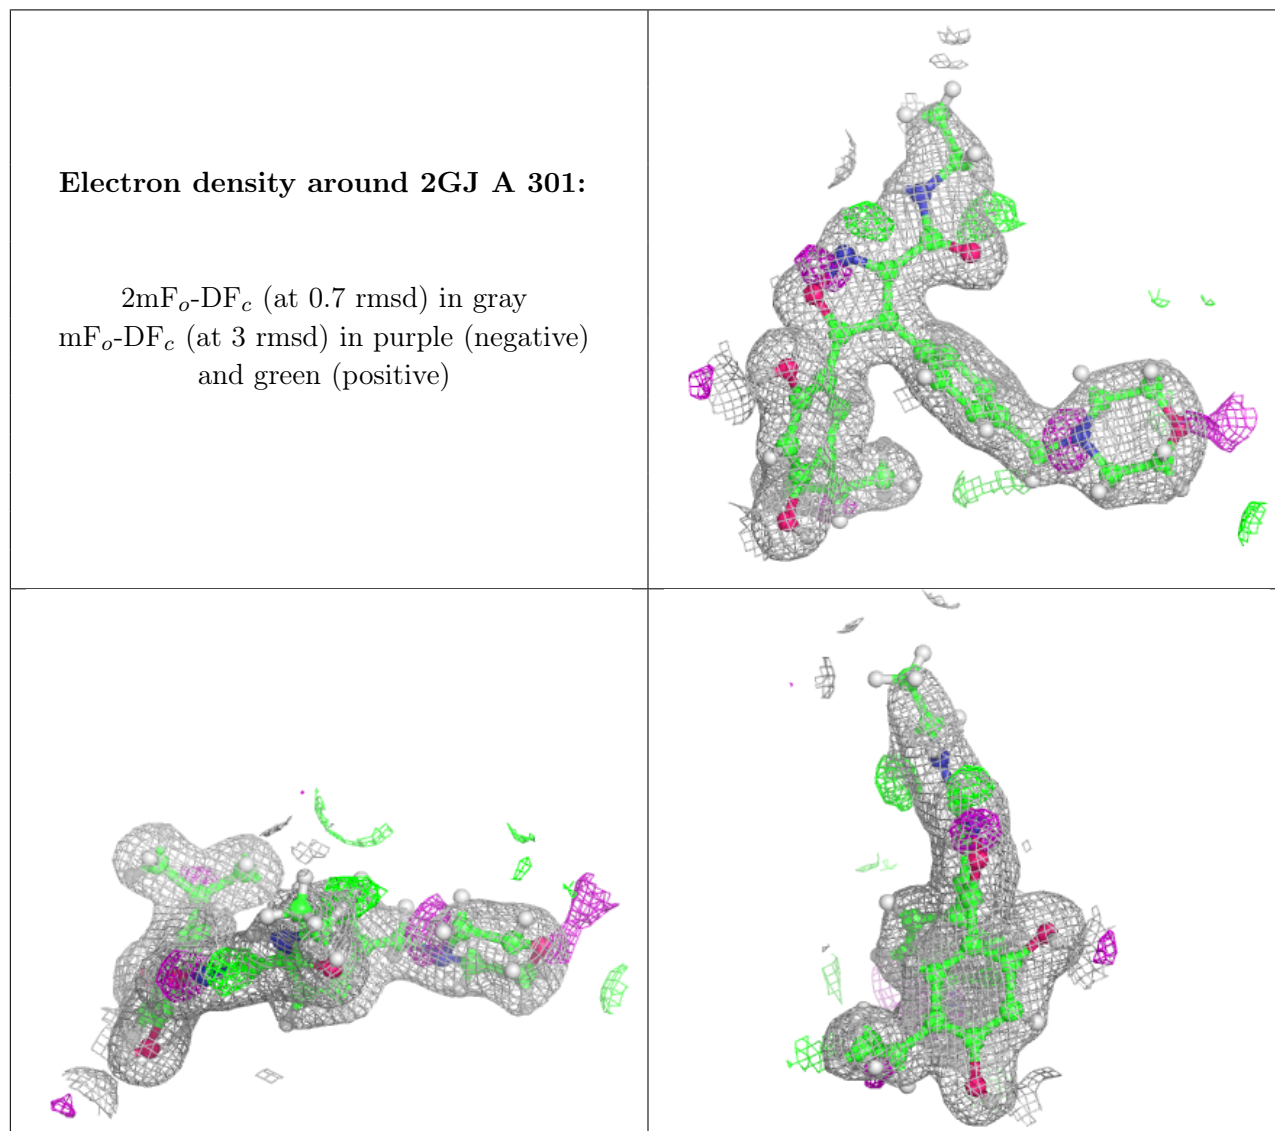 Electron density around 2GJ A 301:
2mFₒ-DF𝒸 (at 0.7 rmsd) in gray
mFₒ-DF𝒸 (at 3 rmsd) in purple (negative)
and green (positive)